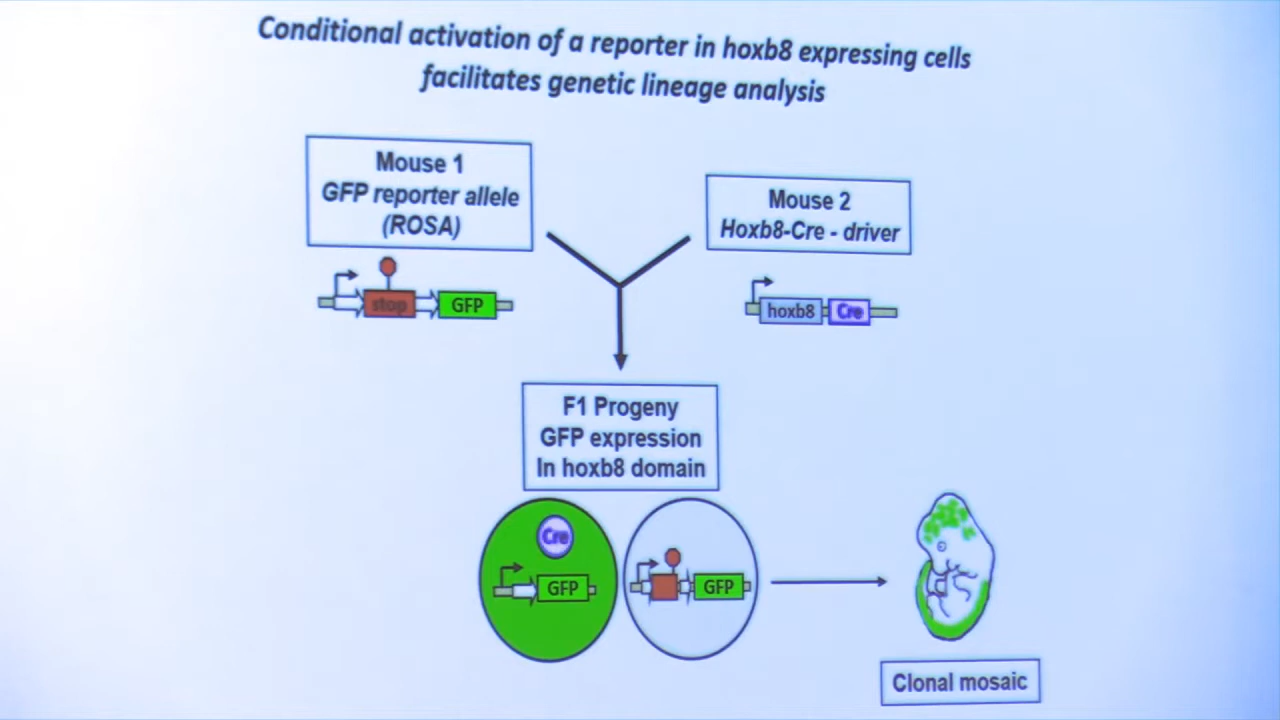 Conditional activation of a reporter in hoxb8 expressing cells
facilitates genetic lineage analysis
Mouse 1
GFP reporter allele
(ROSA)
Mouse 2
Hoxb8-Cre - driver
stop
GFP
hoxb8
Cre
F1 Progeny
GFP expression
In hoxb8 domain
Cre
GFP
GFP
Clonal mosaic